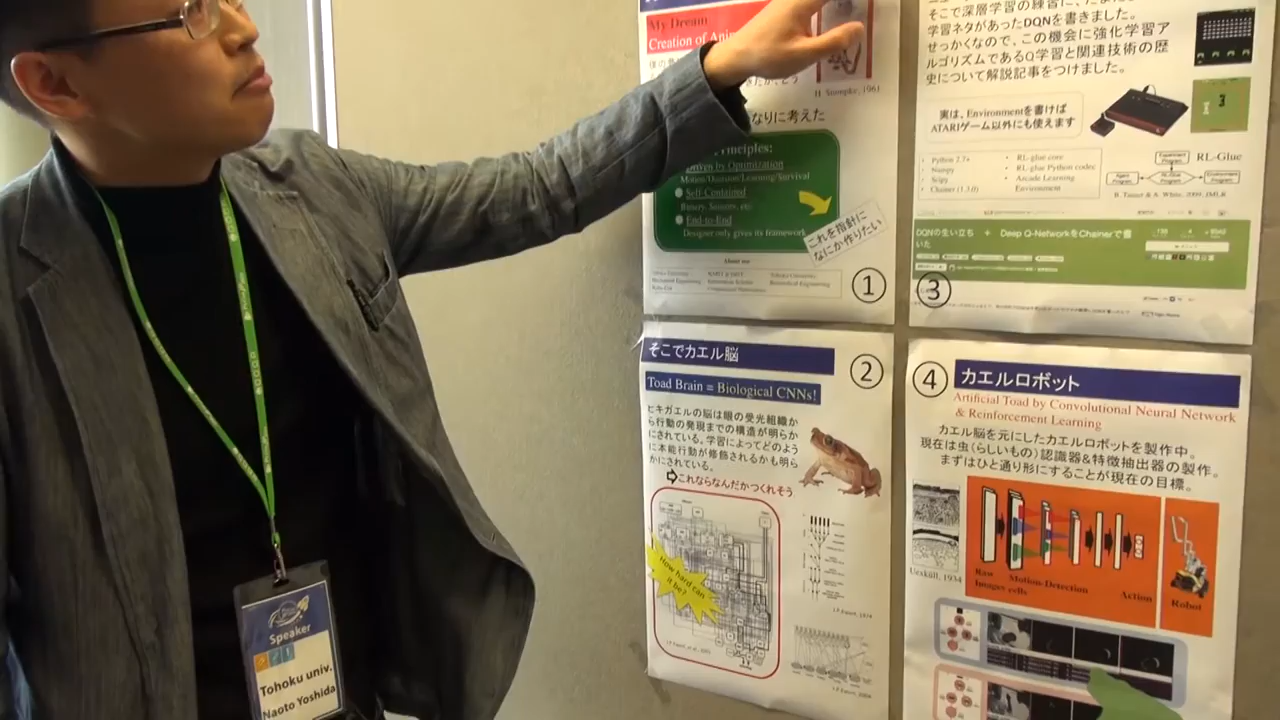 My Dream
Creation of
H. Stompke, 1961
なりに考えた
Principles:
Driven by Optimization
Motion/Decision/Learning/Survival
Self-Contained
Binary, Sources, etc
End-to-End
Designer only gives its framework
これを指針に
なにか作りたい
About me
①
そこで深層学習の練習に、
学習ネタがあったDQNを書きました。
せっかくなので、この機会に強化学習ア
ルゴリズムであるQ学習と関連技術の歴
史について解説記事をつけました。
実は、Environmentを書けば
ATARIゲーム以外にも使えます
Python 2.7+
Numpy
Scipy
Chainer (1.3.0)
RL-glue core
RL-glue Python codec
Arcade Learning
Environment
Experiment
Program
RL-Glue
Agent
Program
Environment
Program
B. Tanner & A. White, 2009, JMLR
DQNの生い立ち + Deep Q-NetworkをChainerで書
いた
③
そこでカエル脳
②
Toad Brain = Biological CNNs!
ヒキガエルの脳は眼の受光組織か
ら行動の発現までの構造が明らか
にされている。学習によってどのよう
に本能行動が修飾されるかも明ら
かにされている。
⇨これならなんだかつくれそう
How hard can
it be?
④
カエルロボット
Artificial Toad by Convolutional Neural Network
& Reinforcement Learning
カエル脳を元にしたカエルロボットを製作中。
現在は虫(らしいもの)認識器&特徴抽出器の製作。
まずはひと通り形にすることが現在の目標。
Uexküll, 1934
Raw
Images
Motion-Detection
cells
Action
Robot
Speaker
Tohoku univ.
Naoto Yoshida